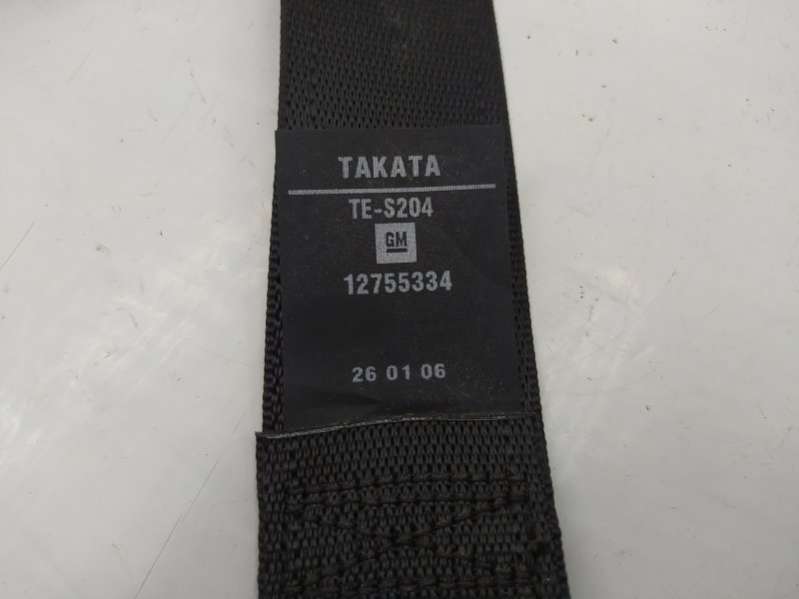 TAKATA
TE-S204
GM
12755334
26 01 06